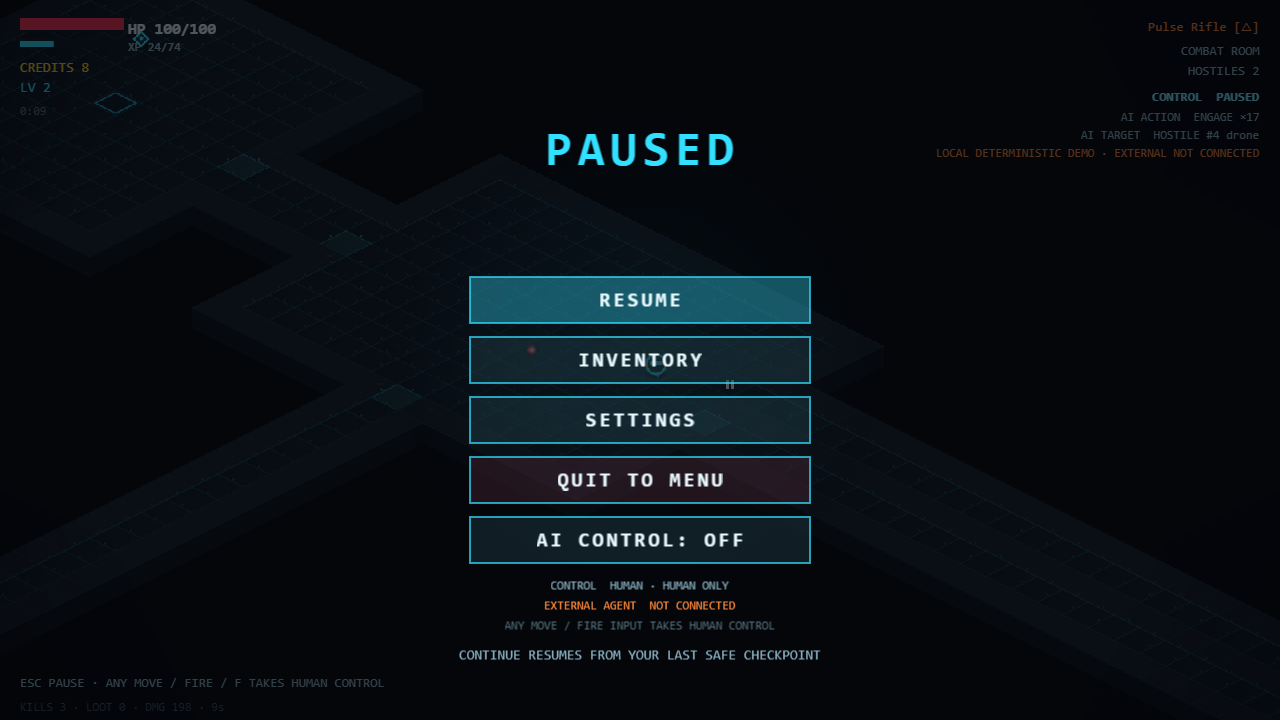 HP 100/100
XP 24/74
CREDITS 8
LV 2
0:09
Pulse Rifle [△]
COMBAT ROOM
HOSTILES 2
CONTROL PAUSED
AI ACTION ENGAGE ×17
AI TARGET HOSTILE #4 drone
LOCAL DETERMINISTIC DEMO · EXTERNAL NOT CONNECTED
PAUSED
RESUME
INVENTORY
SETTINGS
QUIT TO MENU
AI CONTROL: OFF
CONTROL HUMAN · HUMAN ONLY
EXTERNAL AGENT NOT CONNECTED
ANY MOVE / FIRE INPUT TAKES HUMAN CONTROL
CONTINUE RESUMES FROM YOUR LAST SAFE CHECKPOINT
ESC PAUSE · ANY MOVE / FIRE / F TAKES HUMAN CONTROL
KILLS 3 · LOOT 0 · DMG 198 · 9s